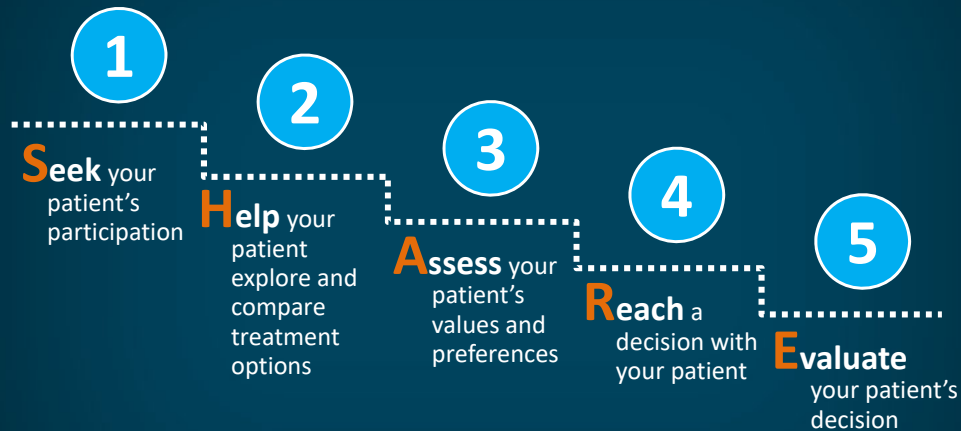 1
Seek your
patient's
participation
2
Help your
patient
explore and
compare
treatment
options
3
Assess your
patient's
values and
preferences
4
Reach a
decision with
your patient
5
Evaluate
your patient's
decision